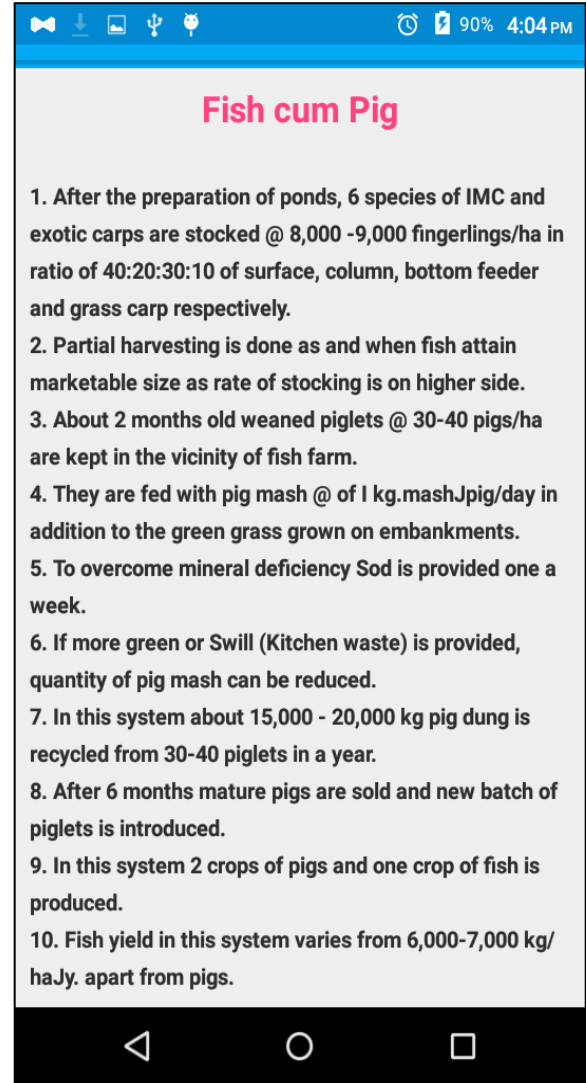 90% 4:04 PM
Fish cum Pig
1. After the preparation of ponds, 6 species of IMC and
exotic carps are stocked @ 8,000 -9,000 fingerlings/ha in
ratio of 40:20:30:10 of surface, column, bottom feeder
and grass carp respectively.
2. Partial harvesting is done as and when fish attain
marketable size as rate of stocking is on higher side.
3. About 2 months old weaned piglets @ 30-40 pigs/ha
are kept in the vicinity of fish farm.
4. They are fed with pig mash @ of I kg.mashJpig/day in
addition to the green grass grown on embankments.
5. To overcome mineral deficiency Sod is provided one a
week.
6. If more green or Swill (Kitchen waste) is provided,
quantity of pig mash can be reduced.
7. In this system about 15,000 - 20,000 kg pig dung is
recycled from 30-40 piglets in a year.
8. After 6 months mature pigs are sold and new batch of
piglets is introduced.
9. In this system 2 crops of pigs and one crop of fish is
produced.
10. Fish yield in this system varies from 6,000-7,000 kg/
haJy. apart from pigs.